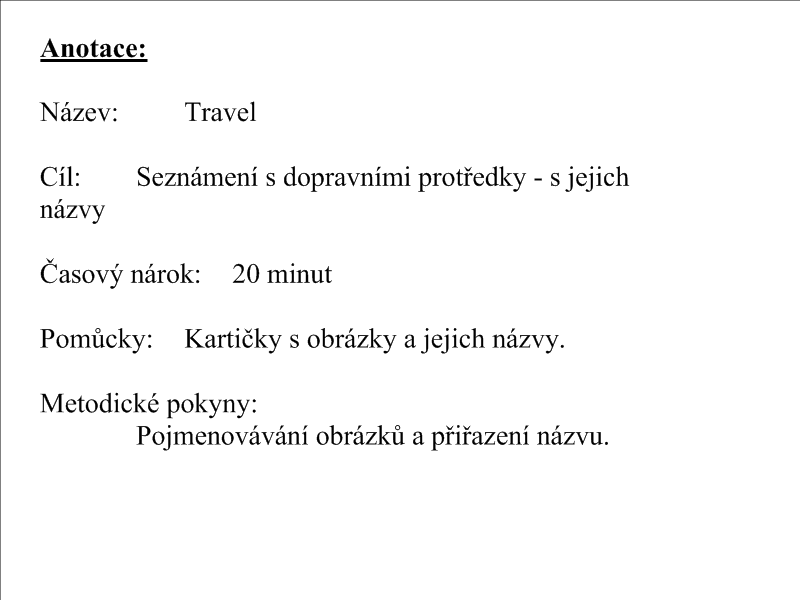 Anotace:
Název: Travel
Cíl: Seznámení s dopravními protředky - s jejich
názvy
Časový nárok: 20 minut
Pomůcky: Kartičky s obrázky a jejich názvy.
Metodické pokyny:
Pojmenovávání obrázků a přiřazení názvu.